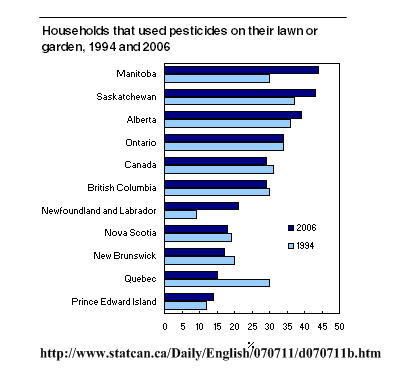 Households that used pesticides on their lawn or
garden, 1994 and 2006
Manitoba
Saskatchewan
Alberta
Ontario
Canada
British Columbia
Newfoundland and Labrador
Nova Scotia
New Brunswick
Quebec
Prince Edward Island
2006
1994
0 5 10 15 20 25 30 35 40 45 50
%
http://www.statcan.ca/Daily/English/070711/d070711b.htm